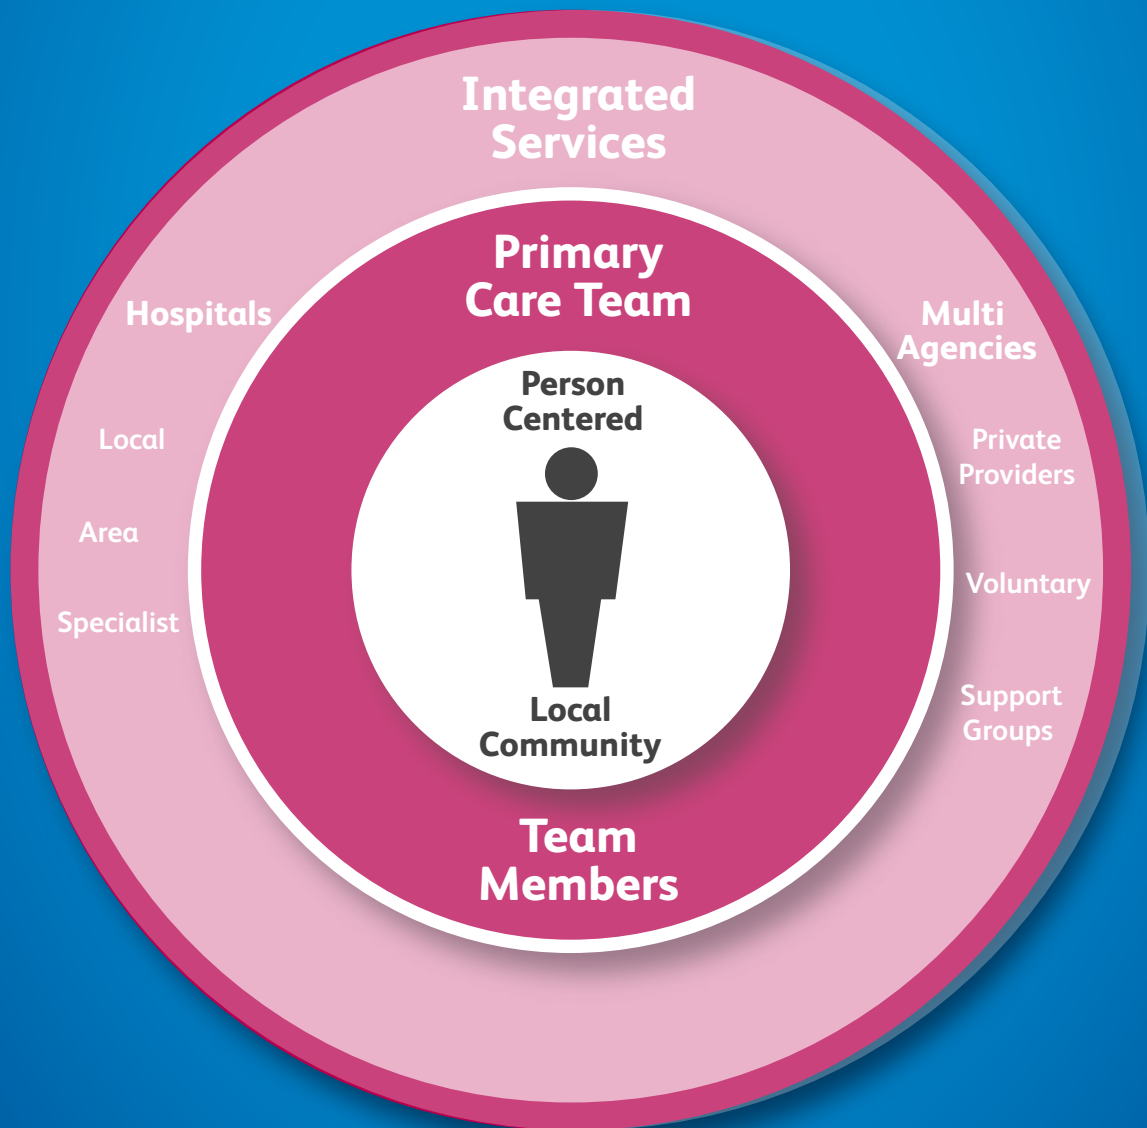 Integrated
Services
Primary
Care Team
Hospitals
Local
Area
Specialist
Person
Centered
Local
Community
Team
Members
Multi
Agencies
Private
Providers
Voluntary
Support
Groups